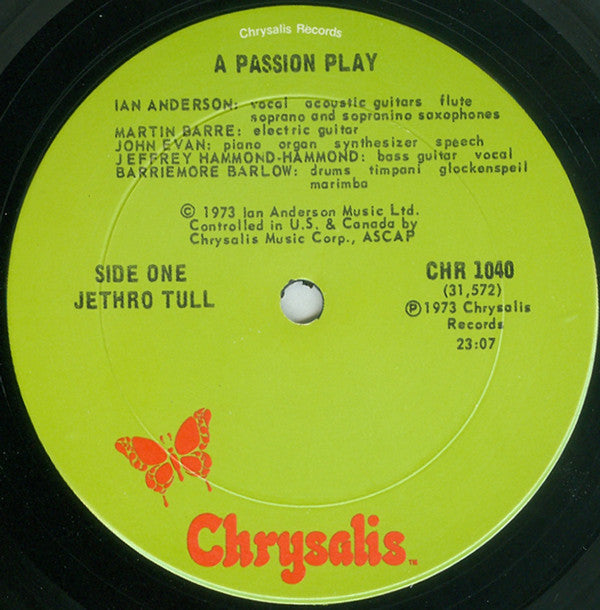 Chrysalis Records
A PASSION PLAY
IAN ANDERSON: vocal acoustic guitars flute
soprano and sopranino saxophones
MARTIN BARRE: electric guitar
JOHN EVAN: piano organ synthesizer speech
JEFFREY HAMMOND-HAMMOND: bass guitar vocal
BARRIEMORE BARLOW: drums timpani glockenspeil
marimba
© 1973 Ian Anderson Music Ltd.
Controlled in U.S. & Canada by
Chrysalis Music Corp., ASCAP
SIDE ONE
JETHRO TULL
CHR 1040
(31,572)
℗ 1973 Chrysalis
Records
23:07
Chrysalis™